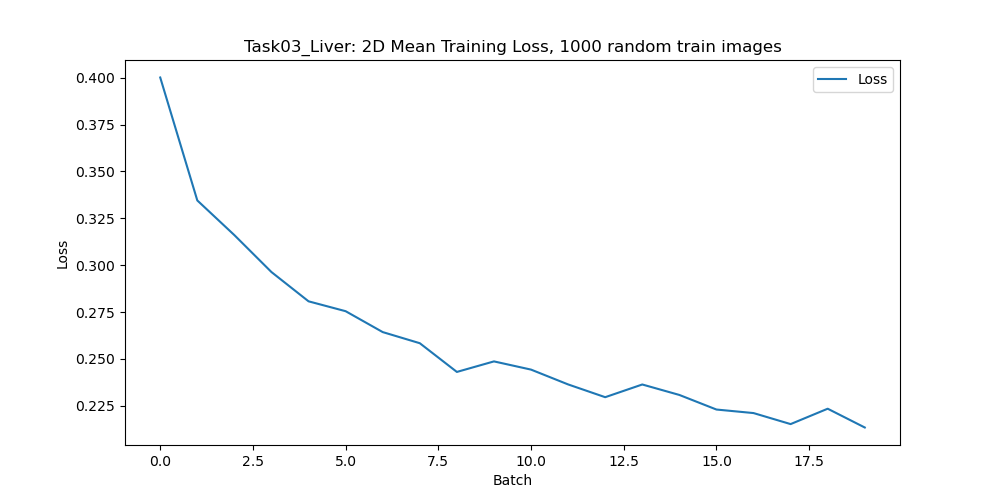 Task03_Liver: 2D Mean Training Loss, 1000 random train images
Loss
0.400
0.375
0.350
0.325
0.300
0.275
0.250
0.225
Loss
0.0 2.5 5.0 7.5 10.0 12.5 15.0 17.5
Batch